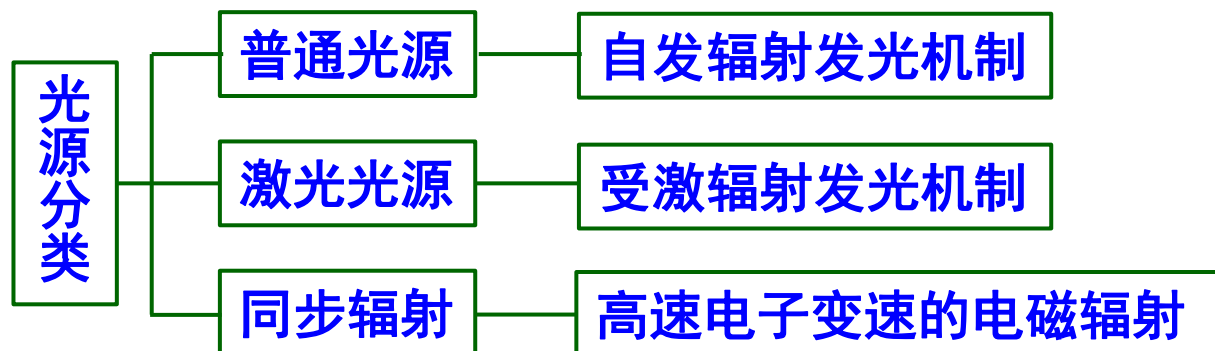 光源分类
普通光源
自发辐射发光机制
激光光源
受激辐射发光机制
同步辐射
高速电子变速的电磁辐射